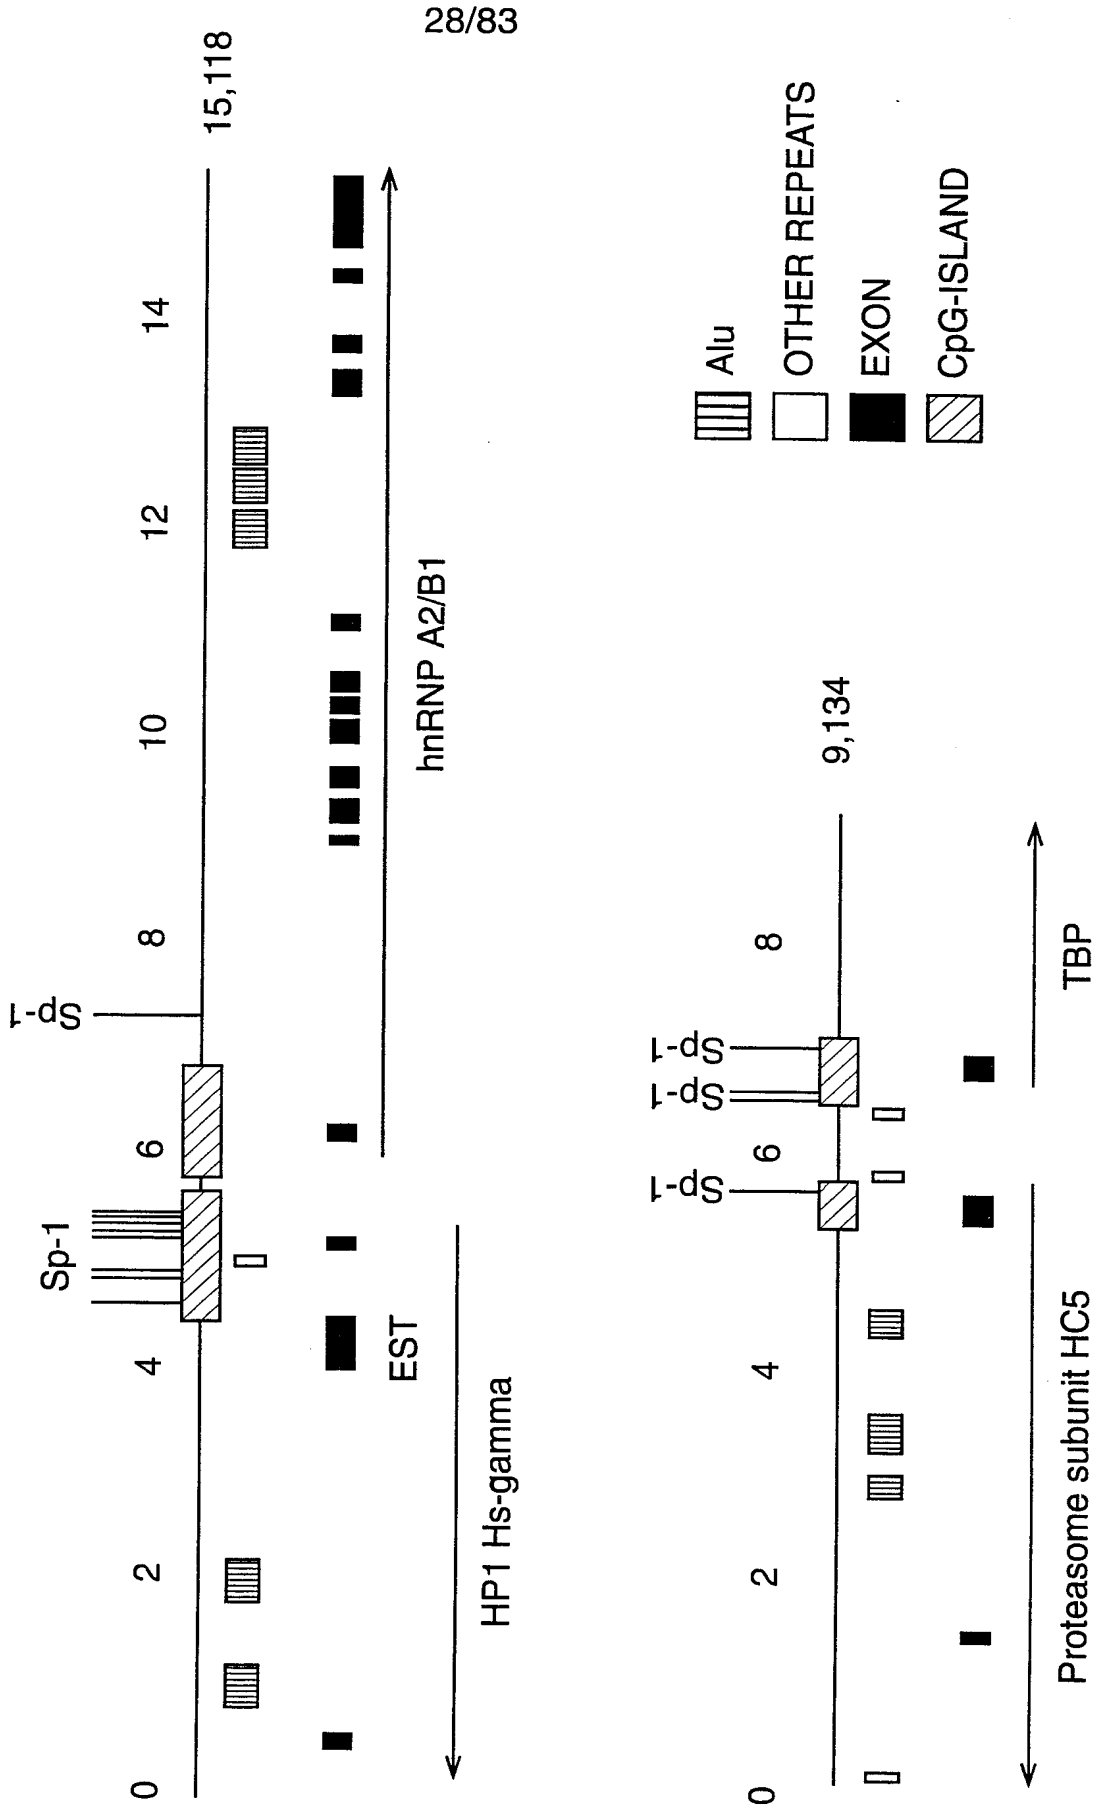 28/83
Sp-1
Sp-1
0 2 4 6 8 10 12 14
15,118
EST
HP1 Hs-gamma
hnRNP A2/B1
Sp-1
Sp-1
Sp-1
0 2 4 6 8
9,134
Proteasome subunit HC5
TBP
Alu
OTHER REPEATS
EXON
CpG-ISLAND